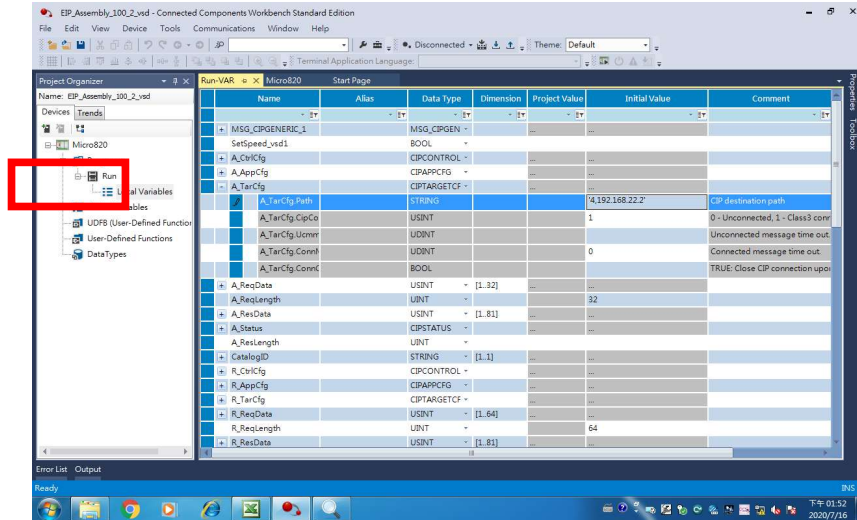 EIP_Assembly_100_2_vsd - Connected Components Workbench Standard Edition
File Edit View Device Tools Communications Window Help
Disconnected Theme: Default
Terminal Application Language:
Project Organizer
Run-VAR Micro820 Start Page
Name: EIP_Assembly_100_2_vsd
Devices Trends
Micro820
Run
Local Variables
UDFB (User-Defined Function
User-Defined Functions
DataTypes
Name Alias Data Type Dimension Project Value Initial Value Comment
MSG_CIPGENERIC_1 MSG_CIPGEN ... ...
SetSpeed_vsd1 BOOL
A_CtrlCfg CIPCONTROL ... ...
A_AppCfg CIPAPPCFG ... ...
A_TarCfg CIPTARGETCF ... ...
A_TarCfg.Path STRING '4,192.168.22.2' CIP destination path
A_TarCfg.CipCo USINT 1 0 - Unconnected, 1 - Class3 conr
A_TarCfg.Ucmm UDINT Unconnected message time out.
A_TarCfg.ConnM UDINT 0 Connected message time out.
A_TarCfg.ConnC BOOL TRUE: Close CIP connection upor
A_ReqData USINT [1..32] ... ...
A_ReqLength UINT 32
A_ResData USINT [1..81] ... ...
A_Status CIPSTATUS ... ...
A_ResLength UINT
CatalogID STRING [1..1] ... ...
R_CtrlCfg CIPCONTROL ... ...
R_AppCfg CIPAPPCFG ... ...
R_TarCfg CIPTARGETCF ... ...
R_ReqData USINT [1..64] ... ...
R_ReqLength UINT 64
R_ResData USINT [1..81] ... ...
Properties
Toolbox
Error List Output
Ready INS
下午 01:52
2020/7/16